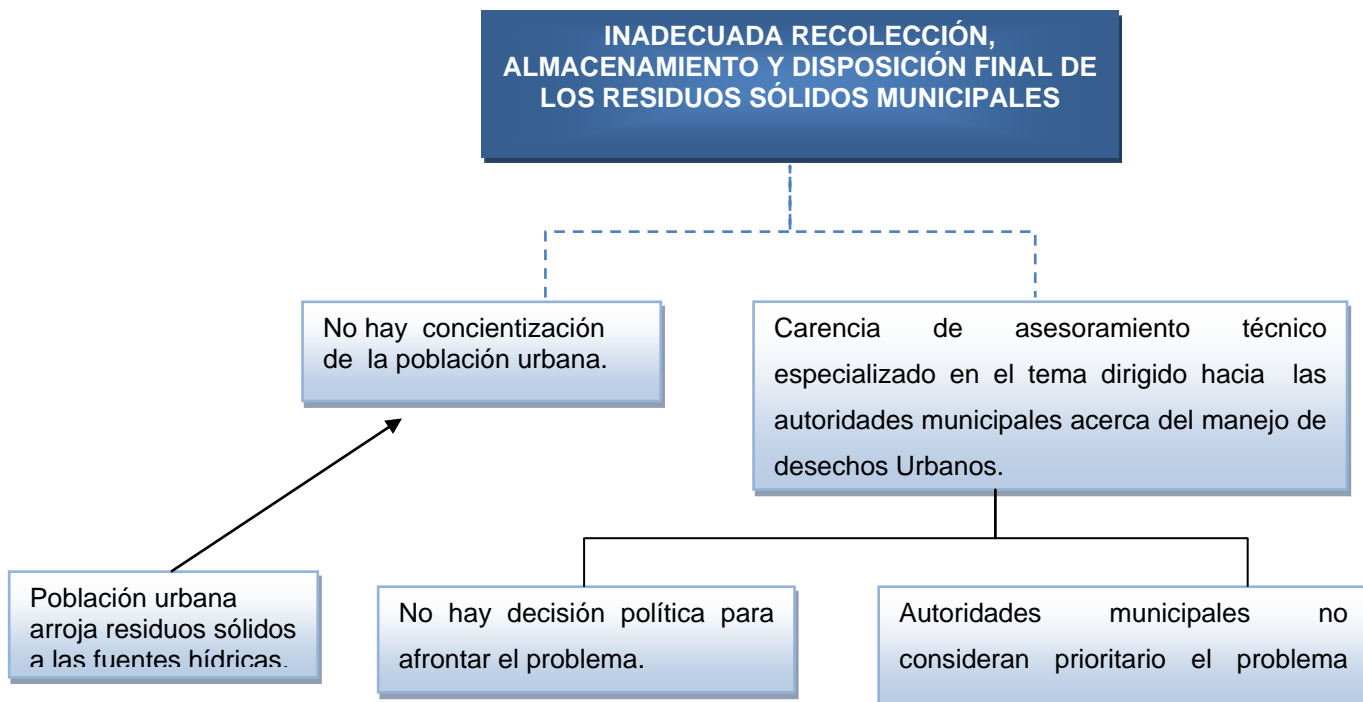 INADECUADA RECOLECCIÓN,
ALMACENAMIENTO Y DISPOSICIÓN FINAL DE
LOS RESIDUOS SÓLIDOS MUNICIPALES
No hay concientización
de la población urbana.
Carencia de asesoramiento técnico
especializado en el tema dirigido hacia las
autoridades municipales acerca del manejo de
desechos Urbanos.
Población urbana
arroja residuos sólidos
a las fuentes hídricas.
No hay decisión política para
afrontar el problema.
Autoridades municipales no
consideran prioritario el problema